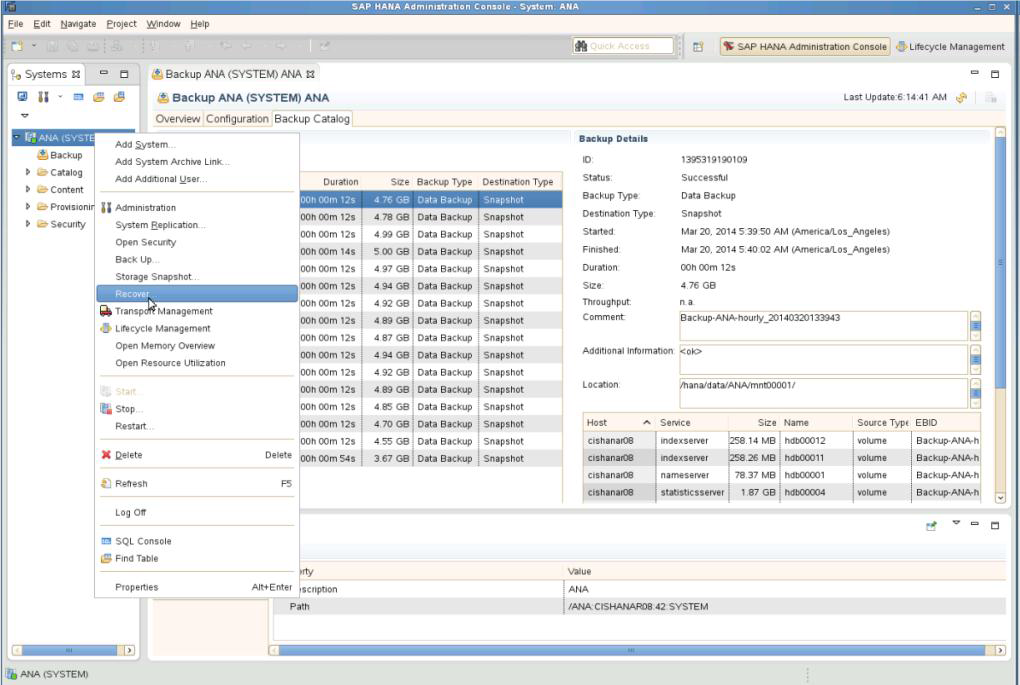 SAP HANA Administration Console - System: ANA
File Edit Navigate Project Window Help
Quick Access
SAP HANA Administration Console
Lifecycle Management
Systems
Backup ANA (SYSTEM) ANA
Backup ANA (SYSTEM) ANA
Last Update:6:14:41 AM
Overview Configuration Backup Catalog
ANA (SYSTE
Backup
Catalog
Content
Provisionin
Security
Add System...
Add System Archive Link...
Add Additional User...
Administration
System Replication...
Open Security
Back Up...
Storage Snapshot...
Recover...
Transport Management
Lifecycle Management
Open Memory Overview
Open Resource Utilization
Start...
Stop...
Restart...
Delete Delete
Refresh F5
Log Off
SQL Console
Find Table
Properties Alt+Enter
Duration Size Backup Type Destination Type
00h 00m 12s 4.76 GB Data Backup Snapshot
00h 00m 12s 4.78 GB Data Backup Snapshot
00h 00m 12s 4.99 GB Data Backup Snapshot
00h 00m 14s 5.00 GB Data Backup Snapshot
00h 00m 12s 4.97 GB Data Backup Snapshot
00h 00m 12s 4.94 GB Data Backup Snapshot
00h 00m 12s 4.92 GB Data Backup Snapshot
00h 00m 12s 4.89 GB Data Backup Snapshot
00h 00m 12s 4.87 GB Data Backup Snapshot
00h 00m 12s 4.94 GB Data Backup Snapshot
00h 00m 12s 4.92 GB Data Backup Snapshot
00h 00m 12s 4.89 GB Data Backup Snapshot
00h 00m 12s 4.85 GB Data Backup Snapshot
00h 00m 12s 4.70 GB Data Backup Snapshot
00h 00m 12s 4.55 GB Data Backup Snapshot
00h 00m 54s 3.67 GB Data Backup Snapshot
Backup Details
ID: 1395319190109
Status: Successful
Backup Type: Data Backup
Destination Type: Snapshot
Started: Mar 20, 2014 5:39:50 AM (America/Los_Angeles)
Finished: Mar 20, 2014 5:40:02 AM (America/Los_Angeles)
Duration: 00h 00m 12s
Size: 4.76 GB
Throughput: n.a.
Comment: Backup-ANA-hourly_20140320133943
Additional Information: <ok>
Location: /hana/data/ANA/mnt00001/
Host Service Size Name Source Type EBID
cishanar08 indexserver 258.14 MB hdb00012 volume Backup-ANA-h
cishanar08 indexserver 258.26 MB hdb00011 volume Backup-ANA-h
cishanar08 nameserver 78.37 MB hdb00001 volume Backup-ANA-h
cishanar08 statisticsserver 1.87 GB hdb00004 volume Backup-ANA-h
rty Value
scription ANA
Path /ANA:CISHANAR08:42:SYSTEM
ANA (SYSTEM)